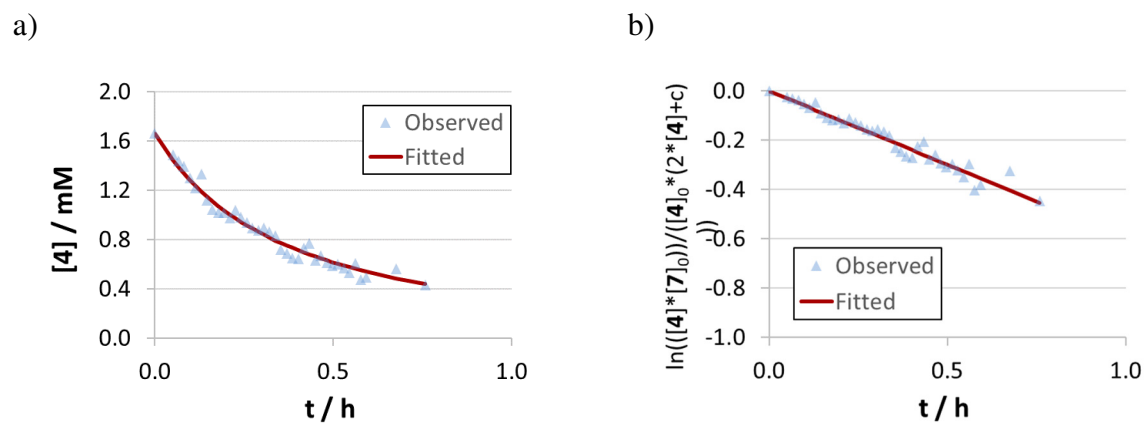 a)
b)
2.0
1.6
1.2
0.8
0.4
0.0
[4] / mM
Observed
Fitted
0.0
0.5
1.0
t / h
0.0
-0.2
-0.4
-0.6
-0.8
-1.0
ln(([4]*[7]₀))/([4]₀*(2*[4]+c)
))
Observed
Fitted
0.0
0.5
1.0
t / h